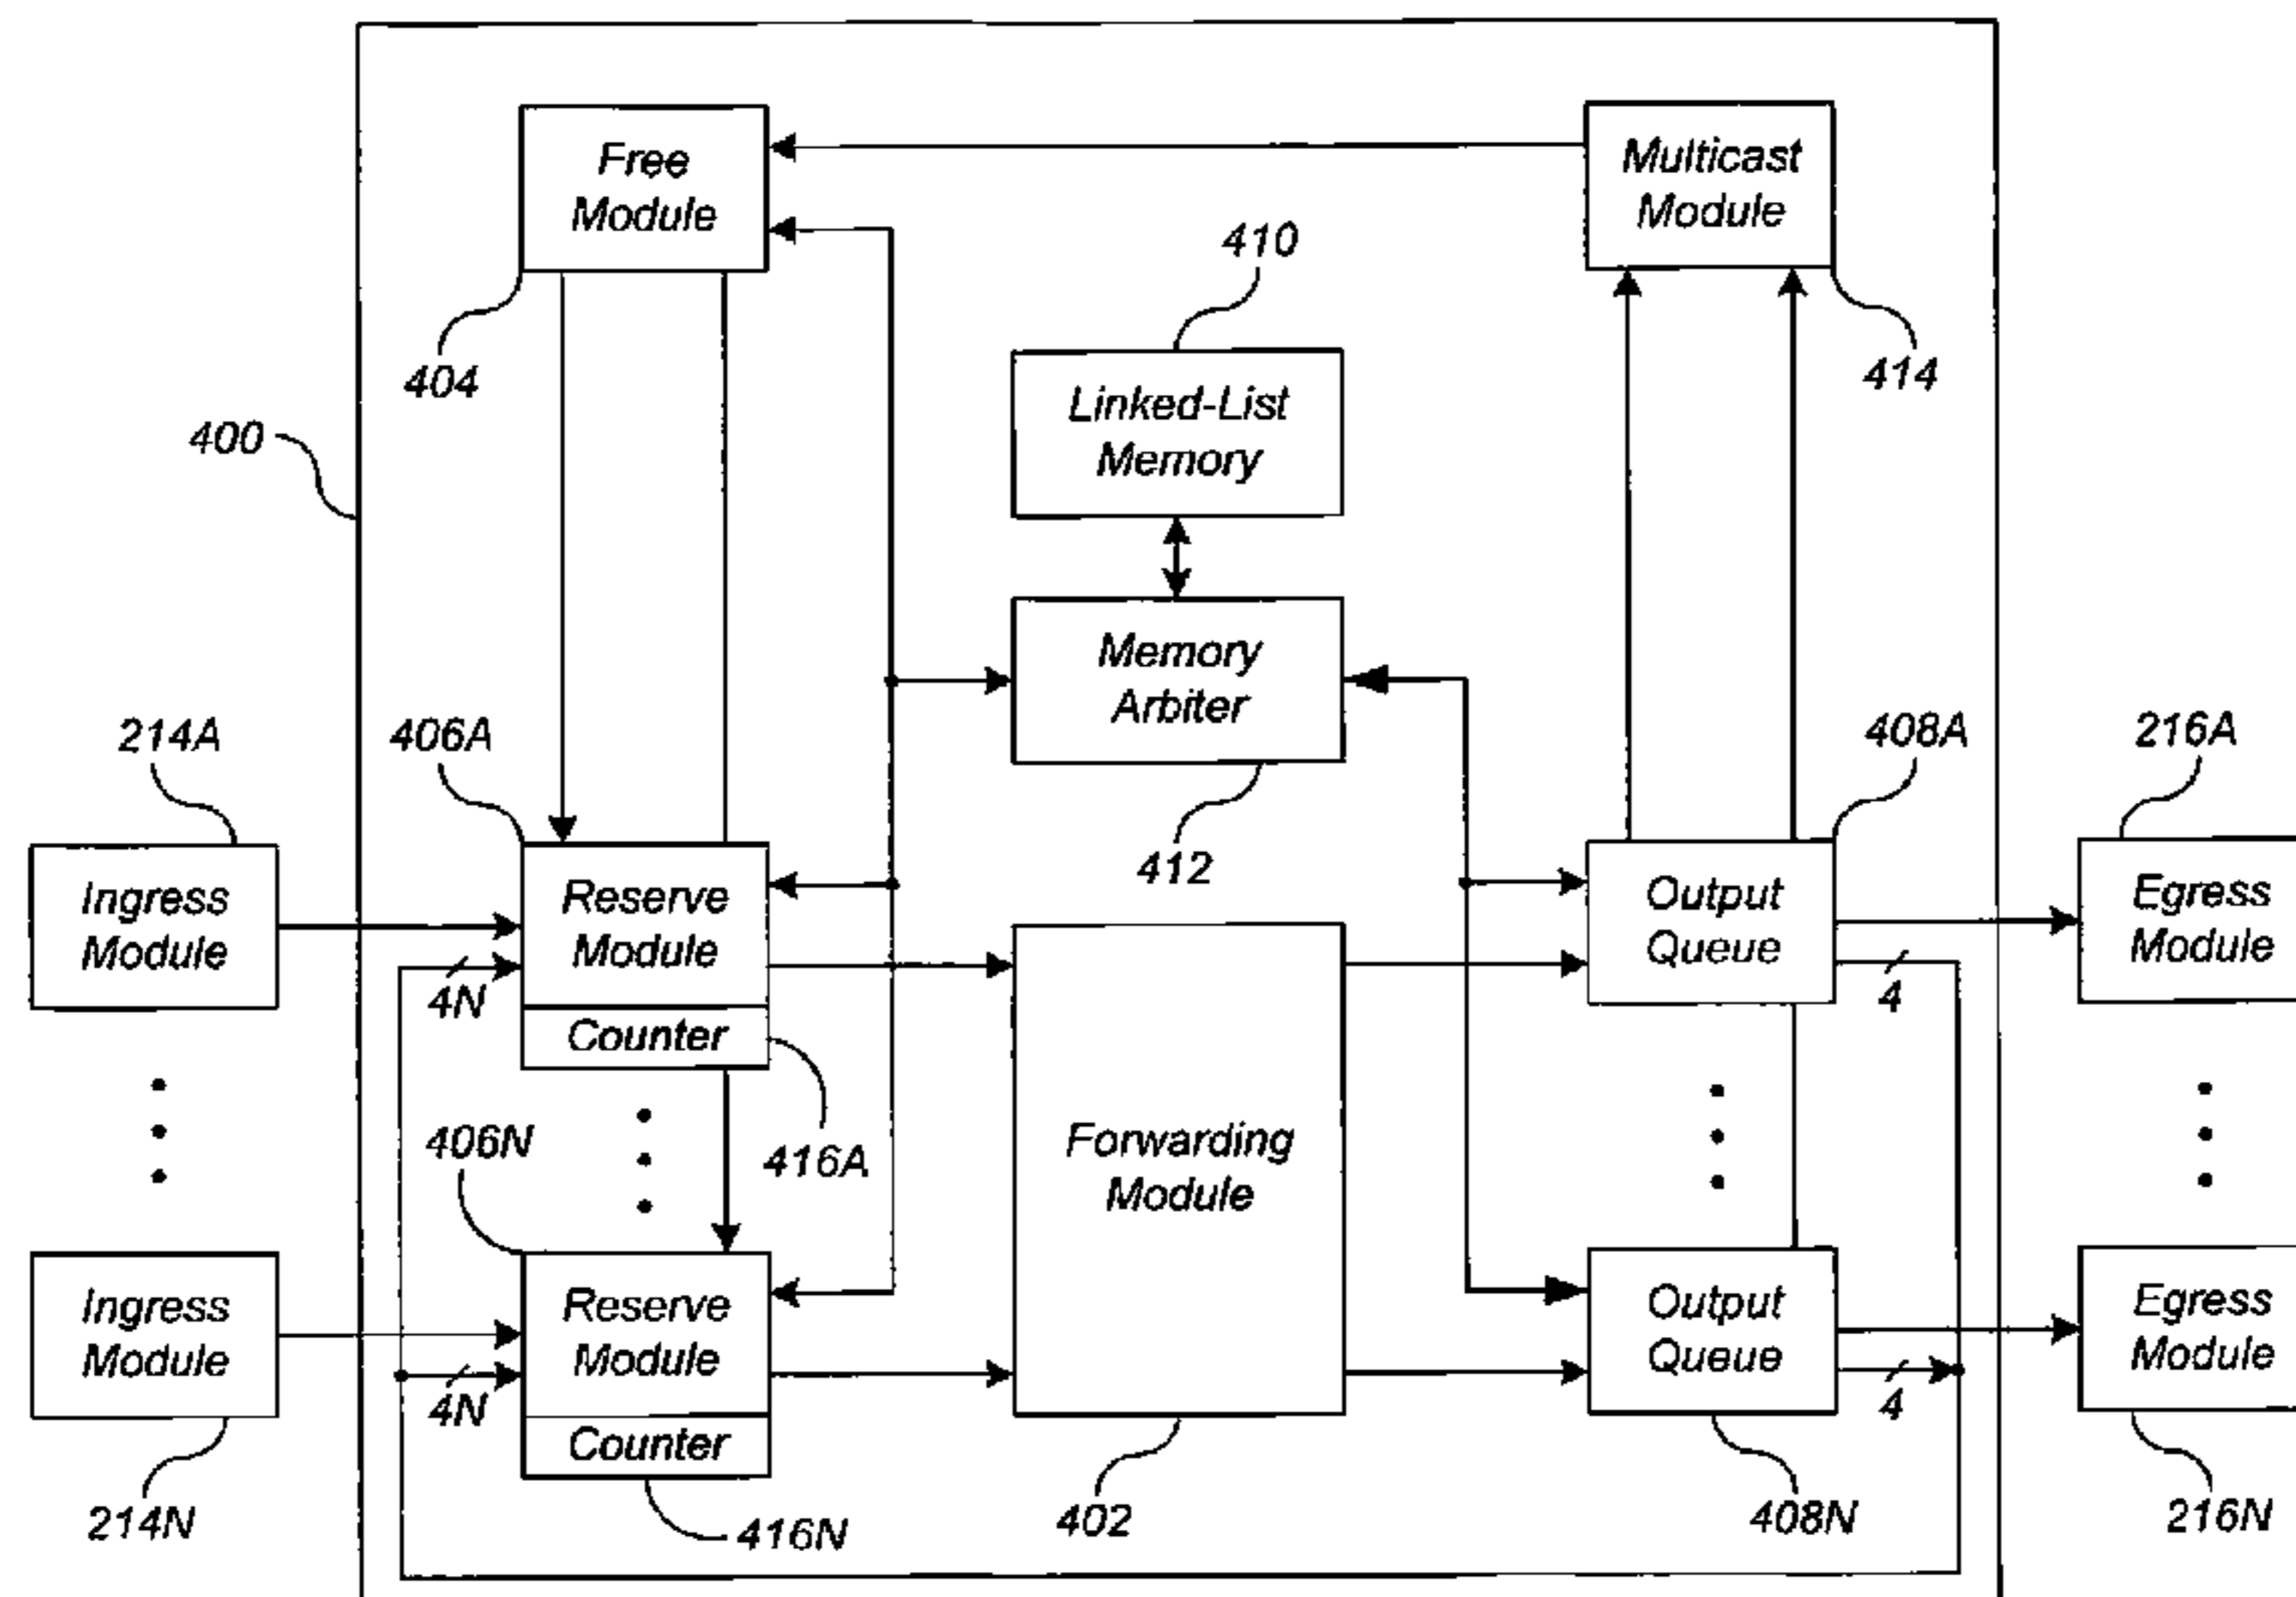 Free
Module
Multicast
Module
410
404
414
Linked-List
Memory
400
Memory
Arbiter
214A
406A
408A
216A
412
Ingress
Module
Reserve
Module
Output
Queue
Egress
Module
4N
4
Counter
416A
406N
Forwarding
Module
Ingress
Module
Reserve
Module
Output
Queue
Egress
Module
4N
4
Counter
214N
416N
402
408N
216N